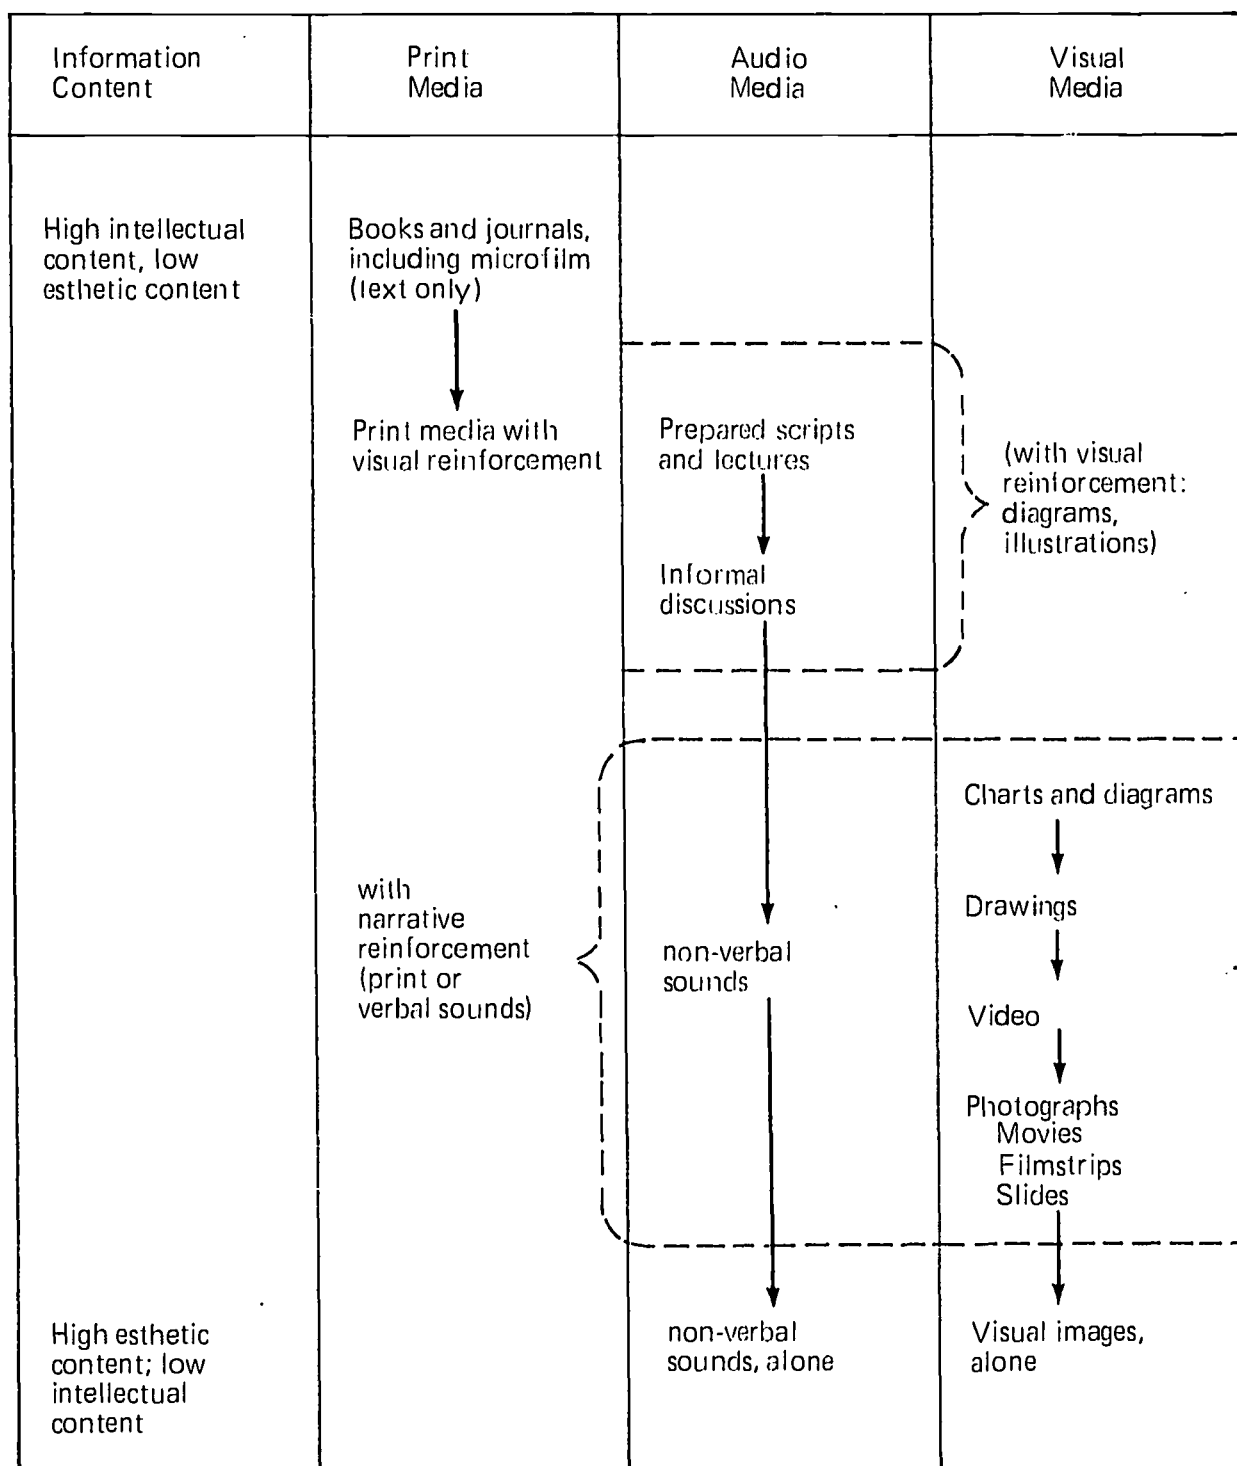 Information
Content
Print
Media
Audio
Media
Visual
Media
High intellectual
content, low
esthetic content
Books and journals,
including microfilm
(text only)
Print media with
visual reinforcement
Prepared scripts
and lectures
(with visual
reinforcement:
diagrams,
illustrations)
Informal
discussions
Charts and diagrams
with
narrative
reinforcement
(print or
verbal sounds)
non-verbal
sounds
Drawings
Video
Photographs
Movies
Filmstrips
Slides
High esthetic
content; low
intellectual
content
non-verbal
sounds, alone
Visual images,
alone